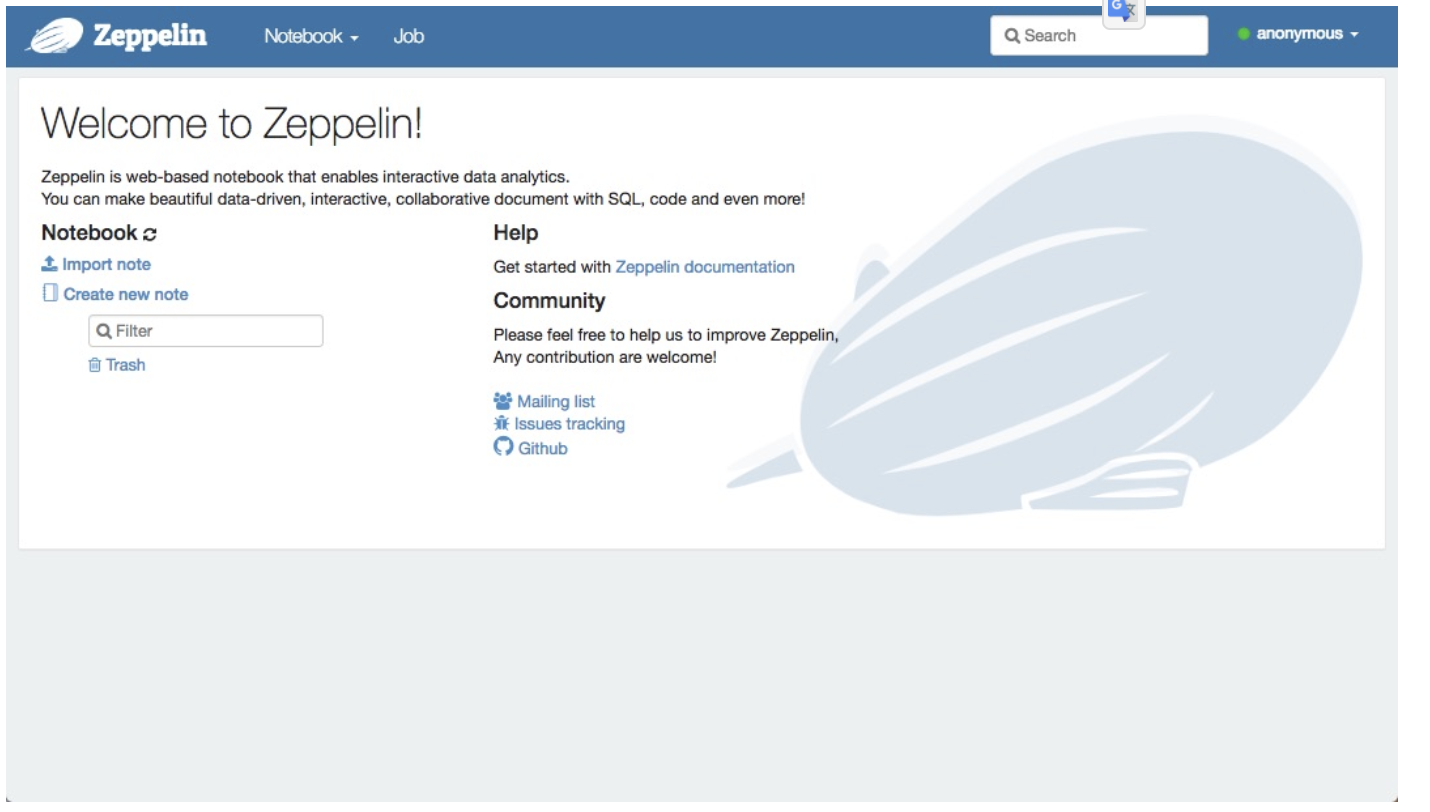 Zeppelin Notebook Job Search anonymous
Welcome to Zeppelin!
Zeppelin is web-based notebook that enables interactive data analytics.
You can make beautiful data-driven, interactive, collaborative document with SQL, code and even more!
Notebook
Import note
Create new note
Filter
Trash
Help
Get started with Zeppelin documentation
Community
Please feel free to help us to improve Zeppelin,
Any contribution are welcome!
Mailing list
Issues tracking
Github